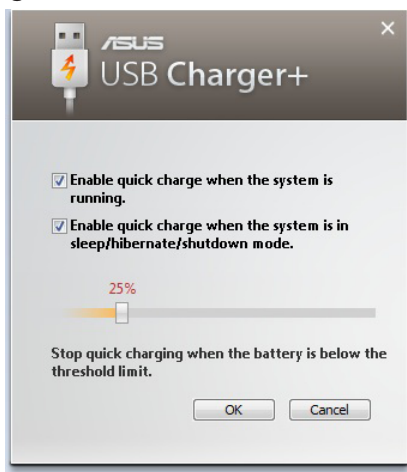 ASUS
USB Charger+
Enable quick charge when the system is
running.
Enable quick charge when the system is in
sleep/hibernate/shutdown mode.
25%
Stop quick charging when the battery is below the
threshold limit.
OK Cancel